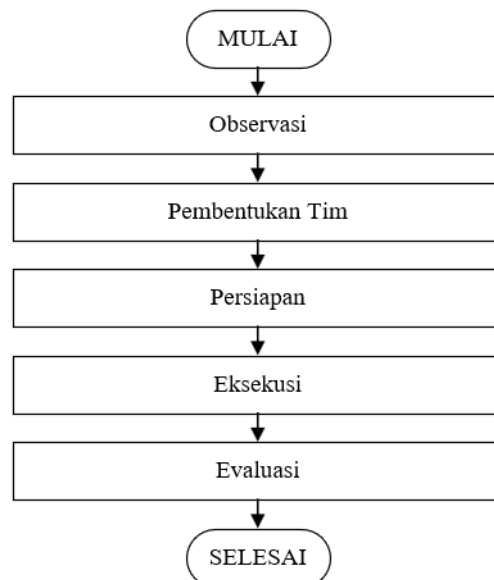 MULAI
Observasi
Pembentukan Tim
Persiapan
Eksekusi
Evaluasi
SELESAI